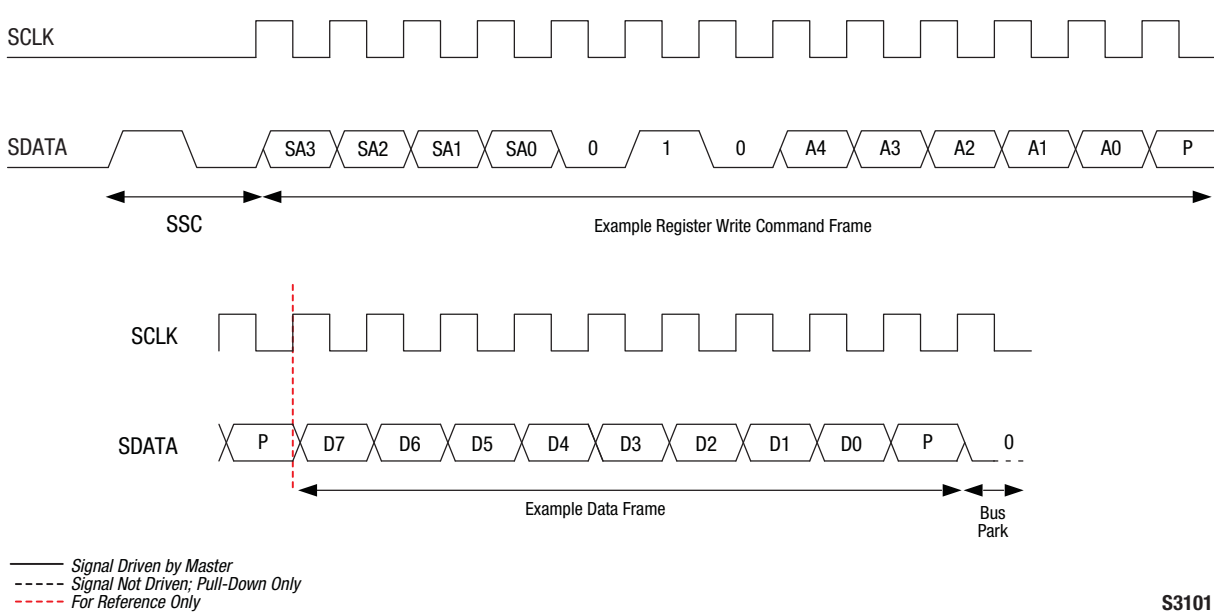 SCLK
SDATA SA3 SA2 SA1 SA0 0 1 0 A4 A3 A2 A1 A0 P
SSC Example Register Write Command Frame
SCLK
SDATA P D7 D6 D5 D4 D3 D2 D1 D0 P 0
Example Data Frame Bus
Park
Signal Driven by Master
Signal Not Driven; Pull-Down Only
For Reference Only S3101